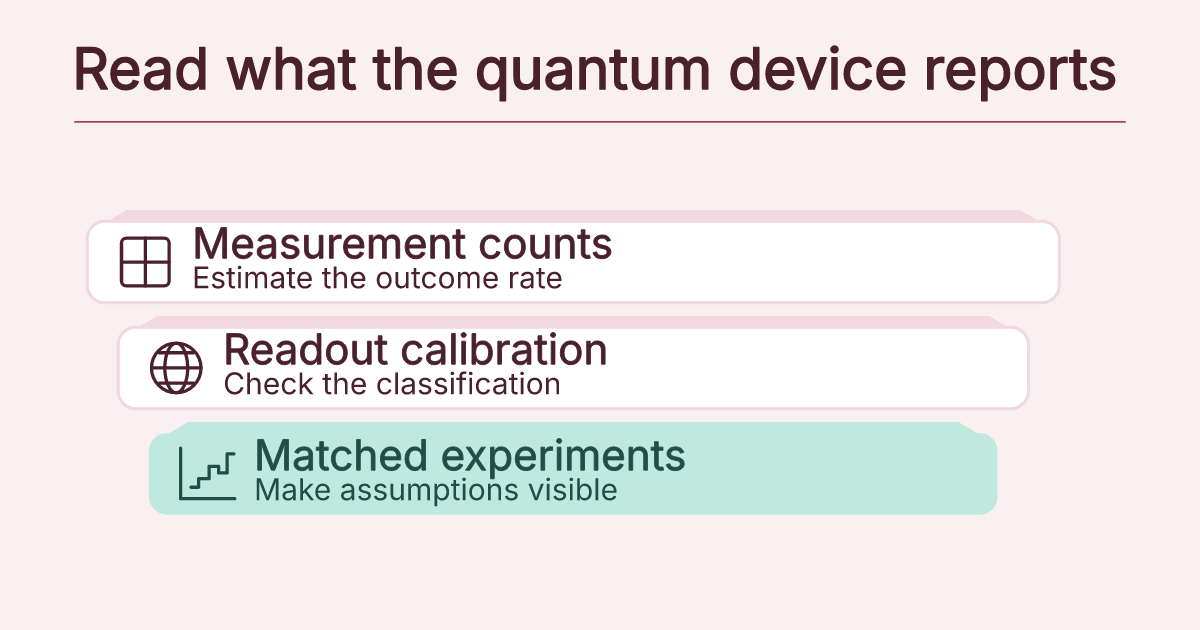 Read what the quantum device reports
Measurement counts
Estimate the outcome rate
Readout calibration
Check the classification
Matched experiments
Make assumptions visible